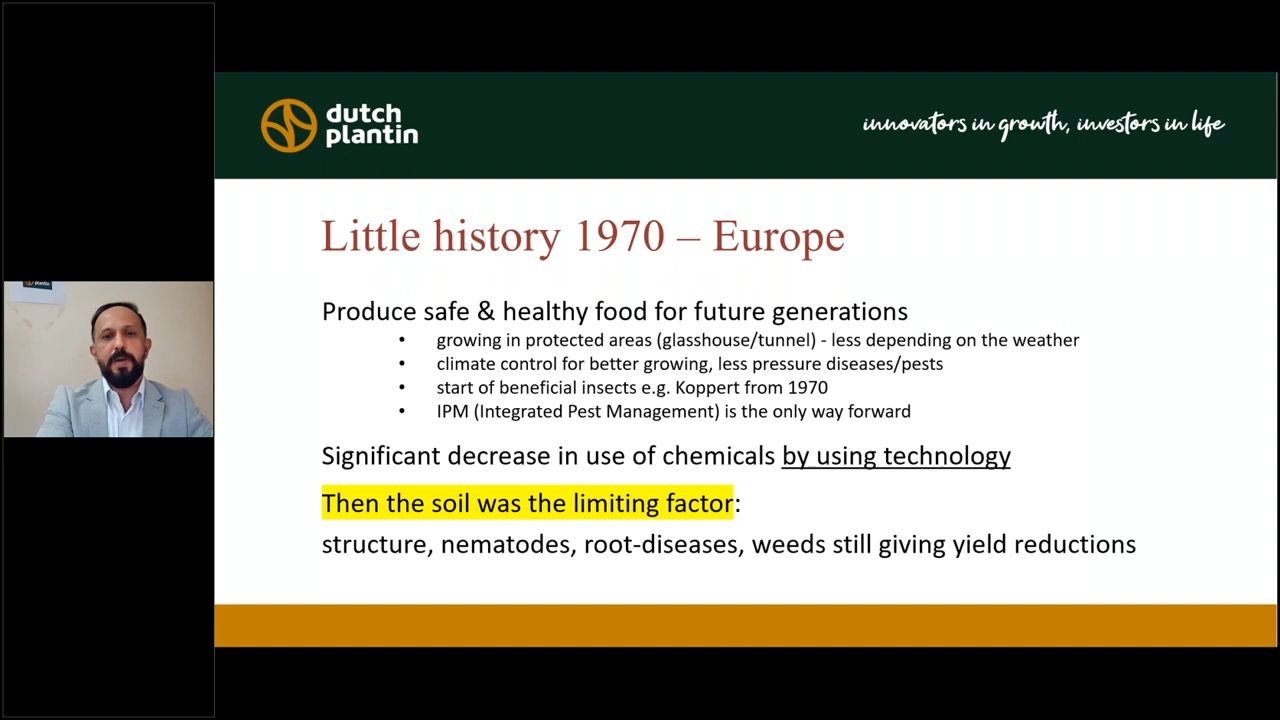 dutch
plantin
innovators in growth, investors in life
Little history 1970 – Europe
Produce safe & healthy food for future generations
• growing in protected areas (glasshouse/tunnel) - less depending on the weather
• climate control for better growing, less pressure diseases/pests
• start of beneficial insects e.g. Koppert from 1970
• IPM (Integrated Pest Management) is the only way forward
Significant decrease in use of chemicals by using technology
Then the soil was the limiting factor:
structure, nematodes, root-diseases, weeds still giving yield reductions
plantin